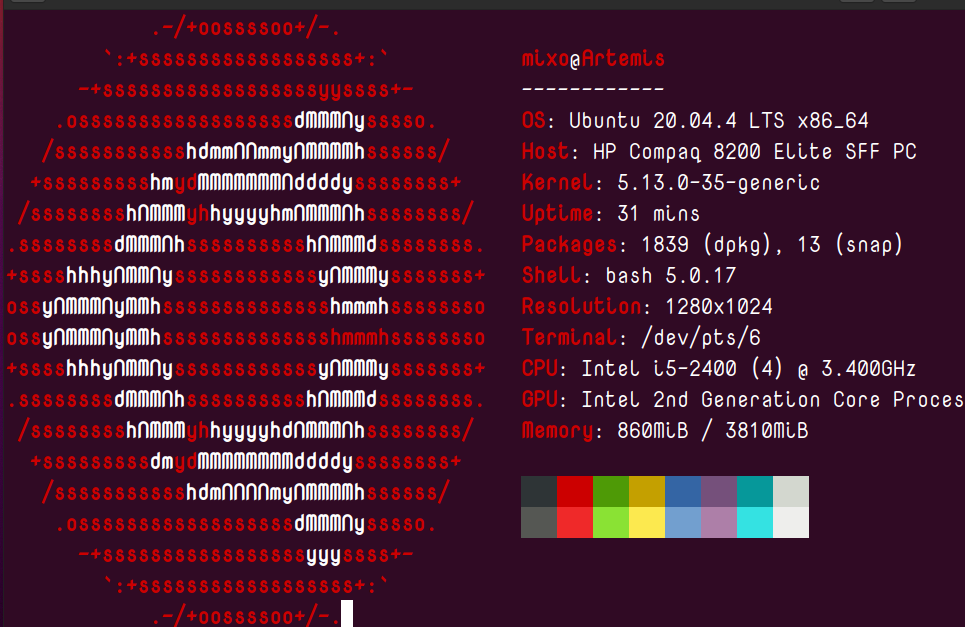 .-/+oossssoo+/-.
`:+ssssssssssssssssss+:`
-+ssssssssssssssssssyyssss+-
.ossssssssssssssssssdMMMNysssso.
/ssssssssssshdmmNNmmyNMMMMhssssss/
+ssssssssshmydMMMMMMMNddddyssssssss+
/sssssssshNMMMyhhyyyyhmNMMMNhssssssss/
.ssssssssdMMMNhsssssssssshNMMMdssssssss.
+sssshhhyNMMNyssssssssssssyNMMMysssssss+
ossyNMMMNyMMhsssssssssssssshmmmhssssssso
ossyNMMMNyMMhsssssssssssssshmmmhssssssso
+sssshhhyNMMNyssssssssssssyNMMMysssssss+
.ssssssssdMMMNhsssssssssshNMMMdssssssss.
/sssssssshNMMMyhhyyyyhdNMMMNhssssssss/
+sssssssssdmydMMMMMMMMddddyssssssss+
/ssssssssssshdmNNNNmyNMMMMhssssss/
.ossssssssssssssssssdMMMNysssso.
-+sssssssssssssssssyyyssss+-
`:+ssssssssssssssssss+:`
.-/+oossssoo+/-.
mixo@Artemis
------------
OS: Ubuntu 20.04.4 LTS x86_64
Host: HP Compaq 8200 Elite SFF PC
Kernel: 5.13.0-35-generic
Uptime: 31 mins
Packages: 1839 (dpkg), 13 (snap)
Shell: bash 5.0.17
Resolution: 1280x1024
Terminal: /dev/pts/6
CPU: Intel i5-2400 (4) @ 3.400GHz
GPU: Intel 2nd Generation Core Proces
Memory: 860MiB / 3810MiB